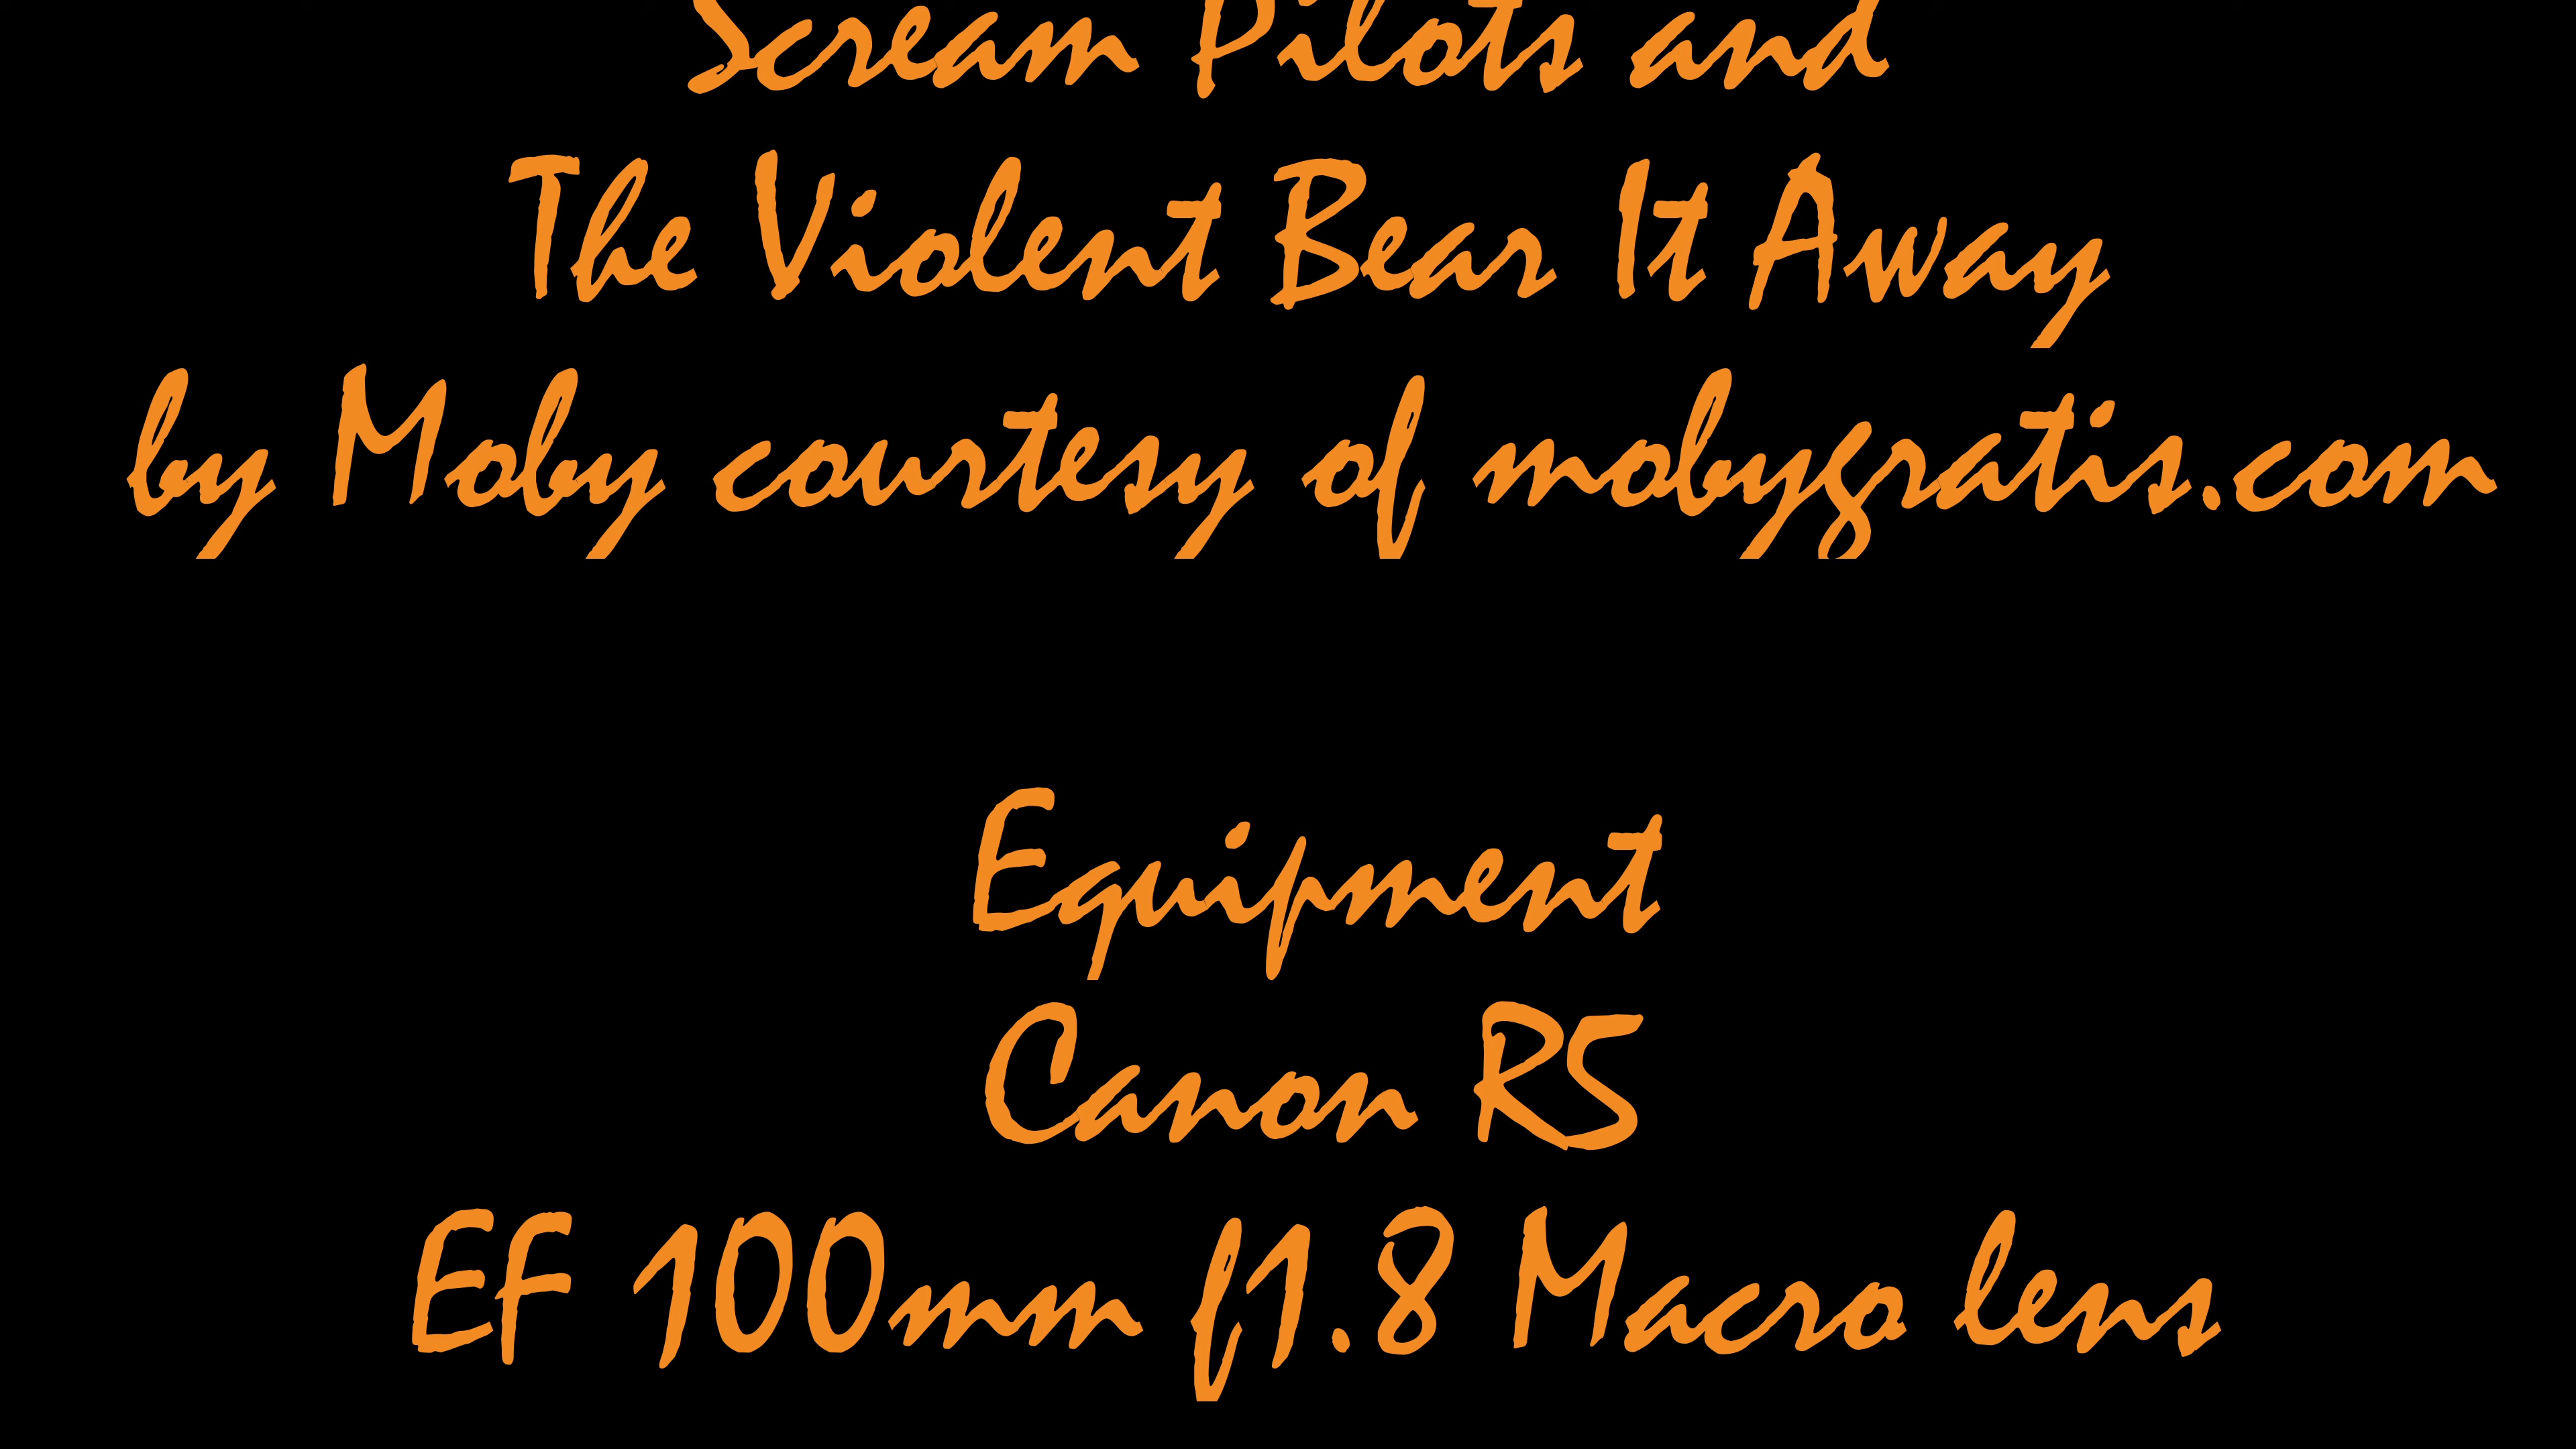 Scream Pilots and
The Violent Bear It Away
by Moby courtesy of mobygratis.com
Equipment
Canon R5
EF 100mm f1.8 Macro lens